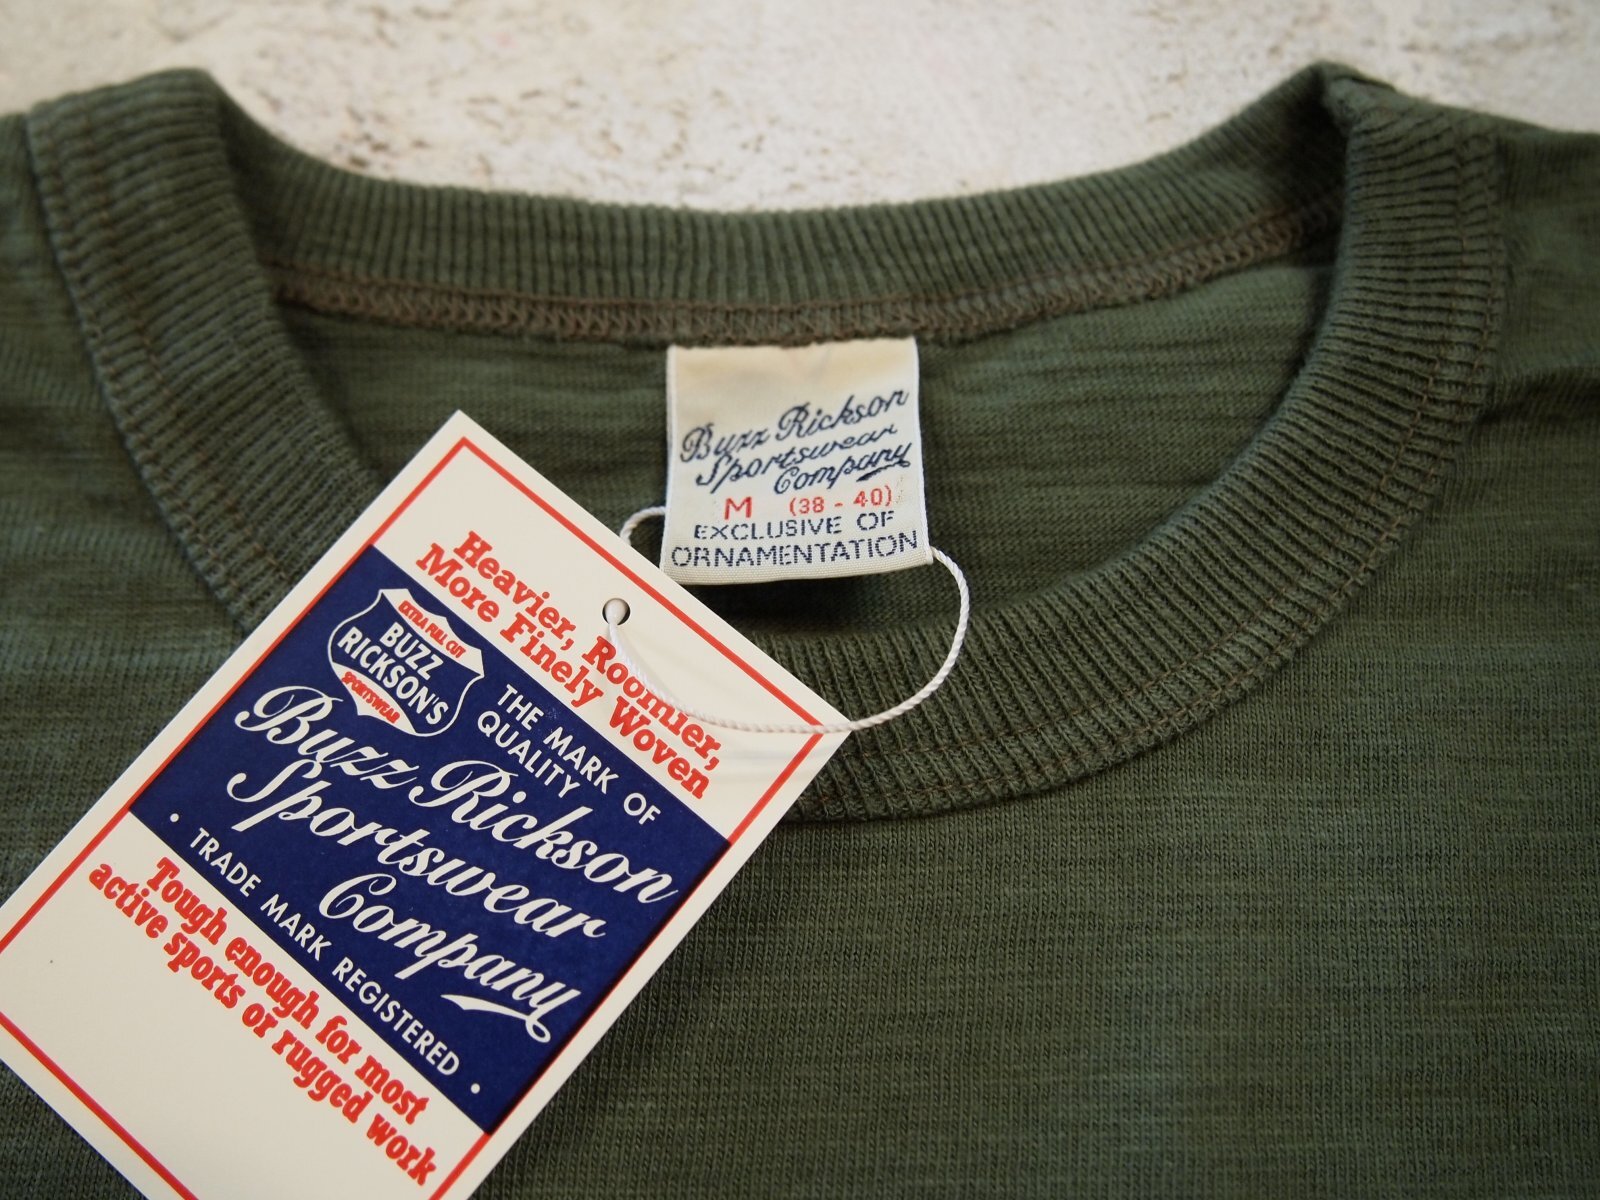 Buzz Rickson
Sportswear
Company
M (38 - 40)
EXCLUSIVE OF
ORNAMENTATION
Heavier, Roomier,
More Finely Woven
EXTRA FULL CUT
BUZZ
RICKSON'S
SPORTSWEAR
THE MARK OF
QUALITY
Buzz Rickson
Sportswear
Company
· TRADE MARK REGISTERED ·
Tough enough for most
active sports or rugged work